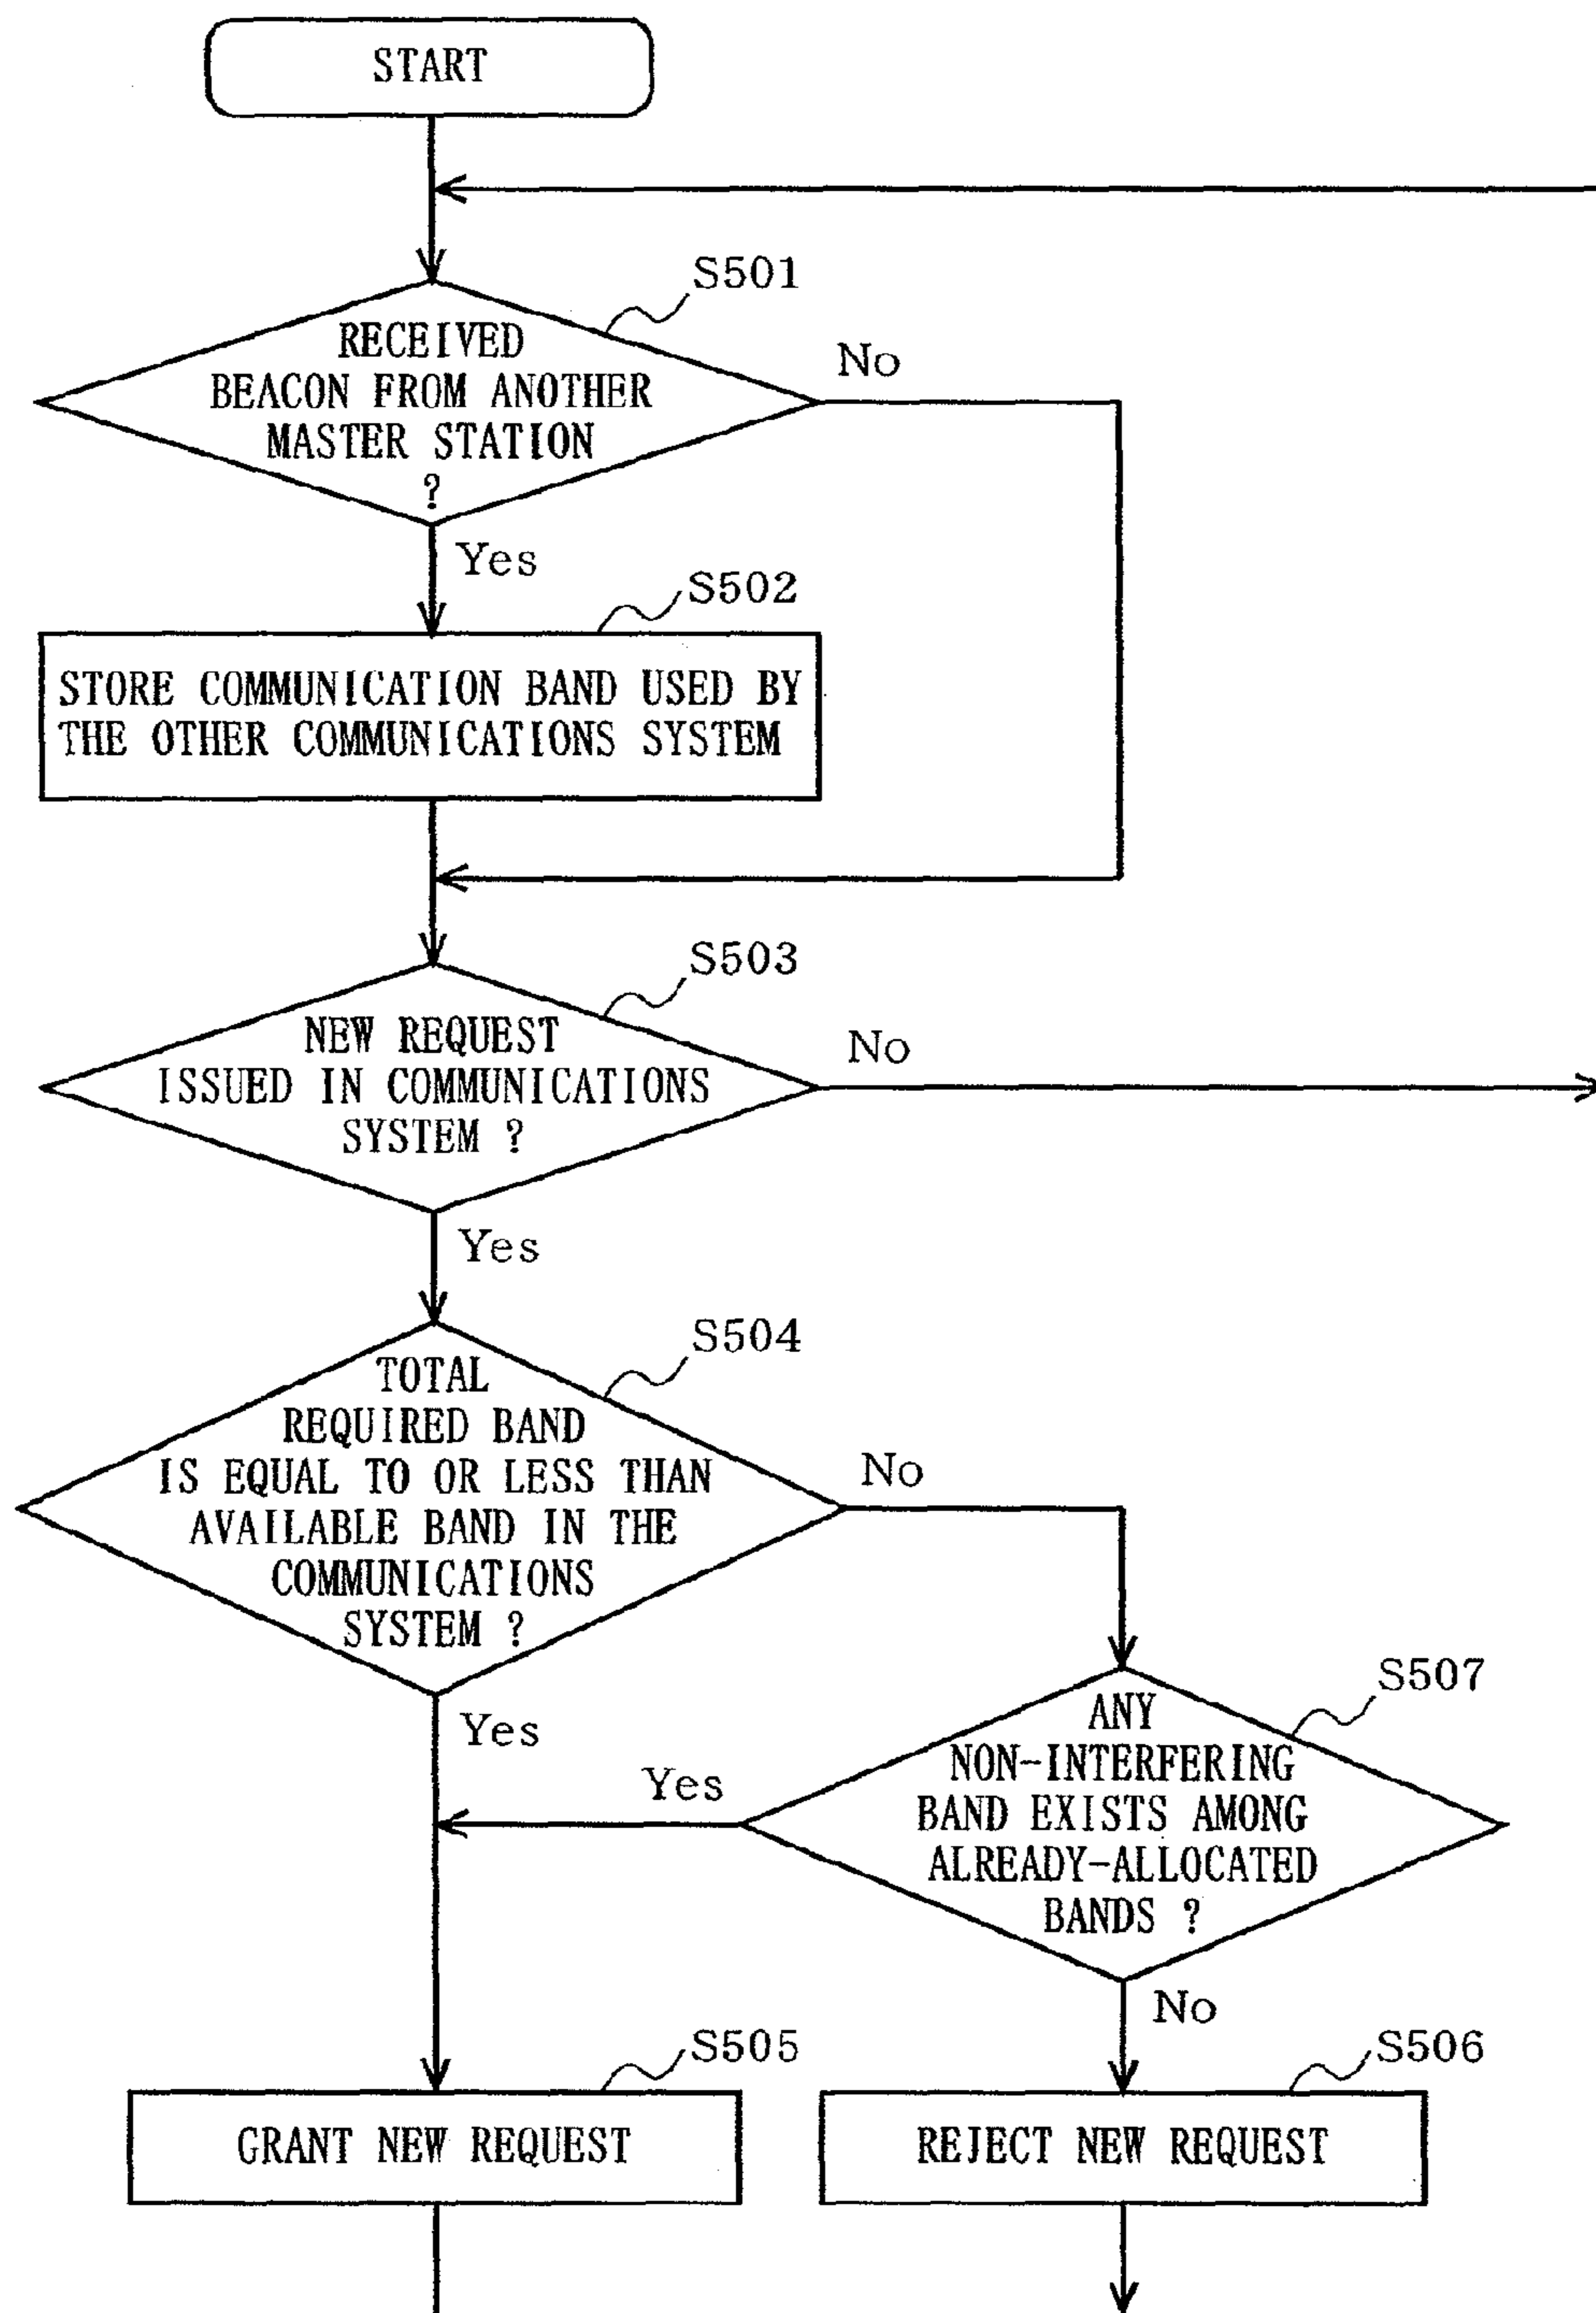 START
S501
RECEIVED
BEACON FROM ANOTHER
MASTER STATION
?
No
Yes
S502
STORE COMMUNICATION BAND USED BY
THE OTHER COMMUNICATIONS SYSTEM
S503
NEW REQUEST
ISSUED IN COMMUNICATIONS
SYSTEM ?
No
Yes
S504
TOTAL
REQUIRED BAND
IS EQUAL TO OR LESS THAN
AVAILABLE BAND IN THE
COMMUNICATIONS
SYSTEM ?
No
Yes
S507
ANY
NON-INTERFERING
BAND EXISTS AMONG
ALREADY-ALLOCATED
BANDS ?
Yes
No
S505
GRANT NEW REQUEST
S506
REJECT NEW REQUEST